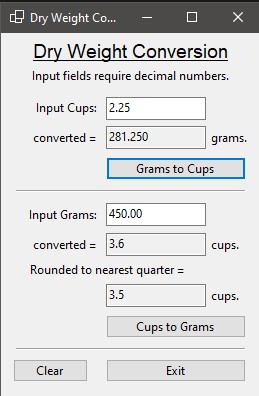 Dry Weight Co...
Dry Weight Conversion
Input fields require decimal numbers.
Input Cups: 2.25
converted = 281.250 grams.
Grams to Cups
Input Grams: 450.00
converted = 3.6 cups.
Rounded to nearest quarter =
3.5 cups.
Cups to Grams
Clear Exit